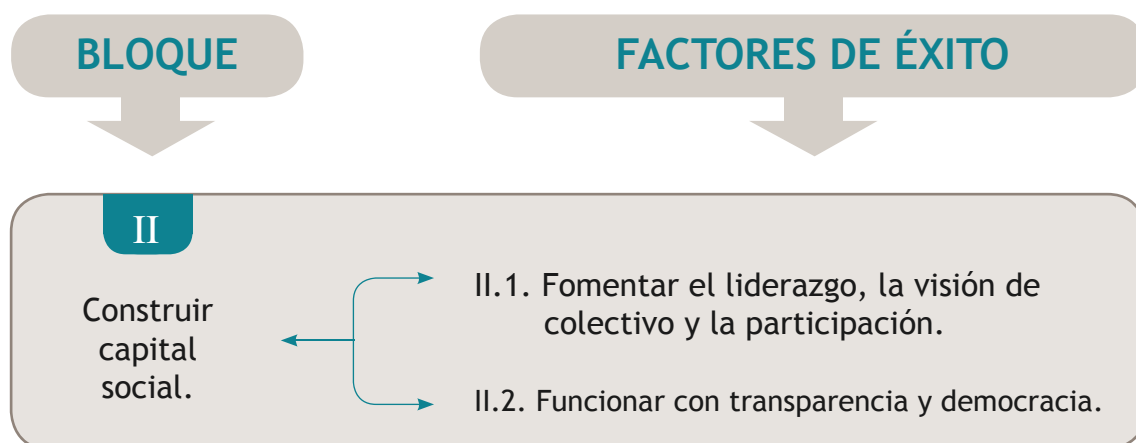 BLOQUE
FACTORES DE ÉXITO
II
Construir
capital
social.
II.1. Fomentar el liderazgo, la visión de
colectivo y la participación.
II.2. Funcionar con transparencia y democracia.